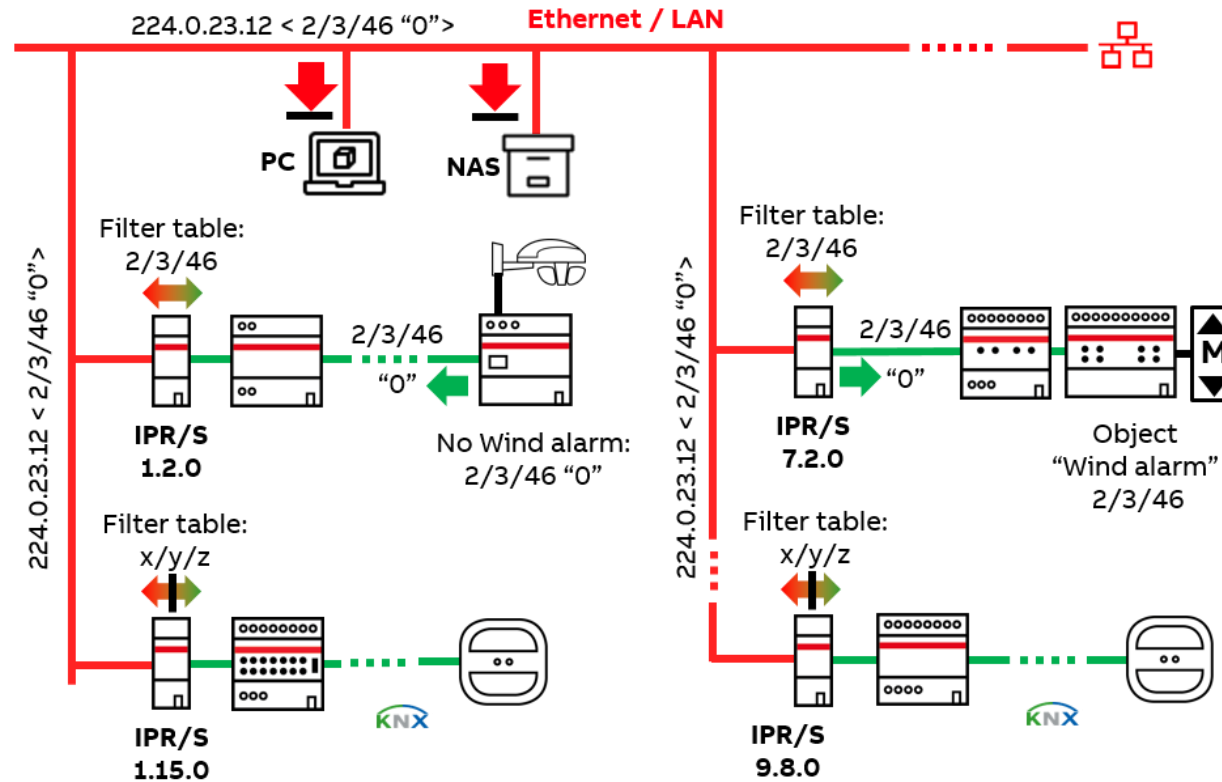 224.0.23.12 < 2/3/46 “0”>
Ethernet / LAN
PC
NAS
Filter table:
2/3/46
224.0.23.12 < 2/3/46 “0”>
2/3/46
“0”
IPR/S
1.2.0
No Wind alarm:
2/3/46 “0”
Filter table:
x/y/z
KNX
IPR/S
1.15.0
224.0.23.12 < 2/3/46 “0”>
Filter table:
2/3/46
2/3/46
“0”
M
IPR/S
7.2.0
Object
“Wind alarm”
2/3/46
Filter table:
x/y/z
KNX
IPR/S
9.8.0